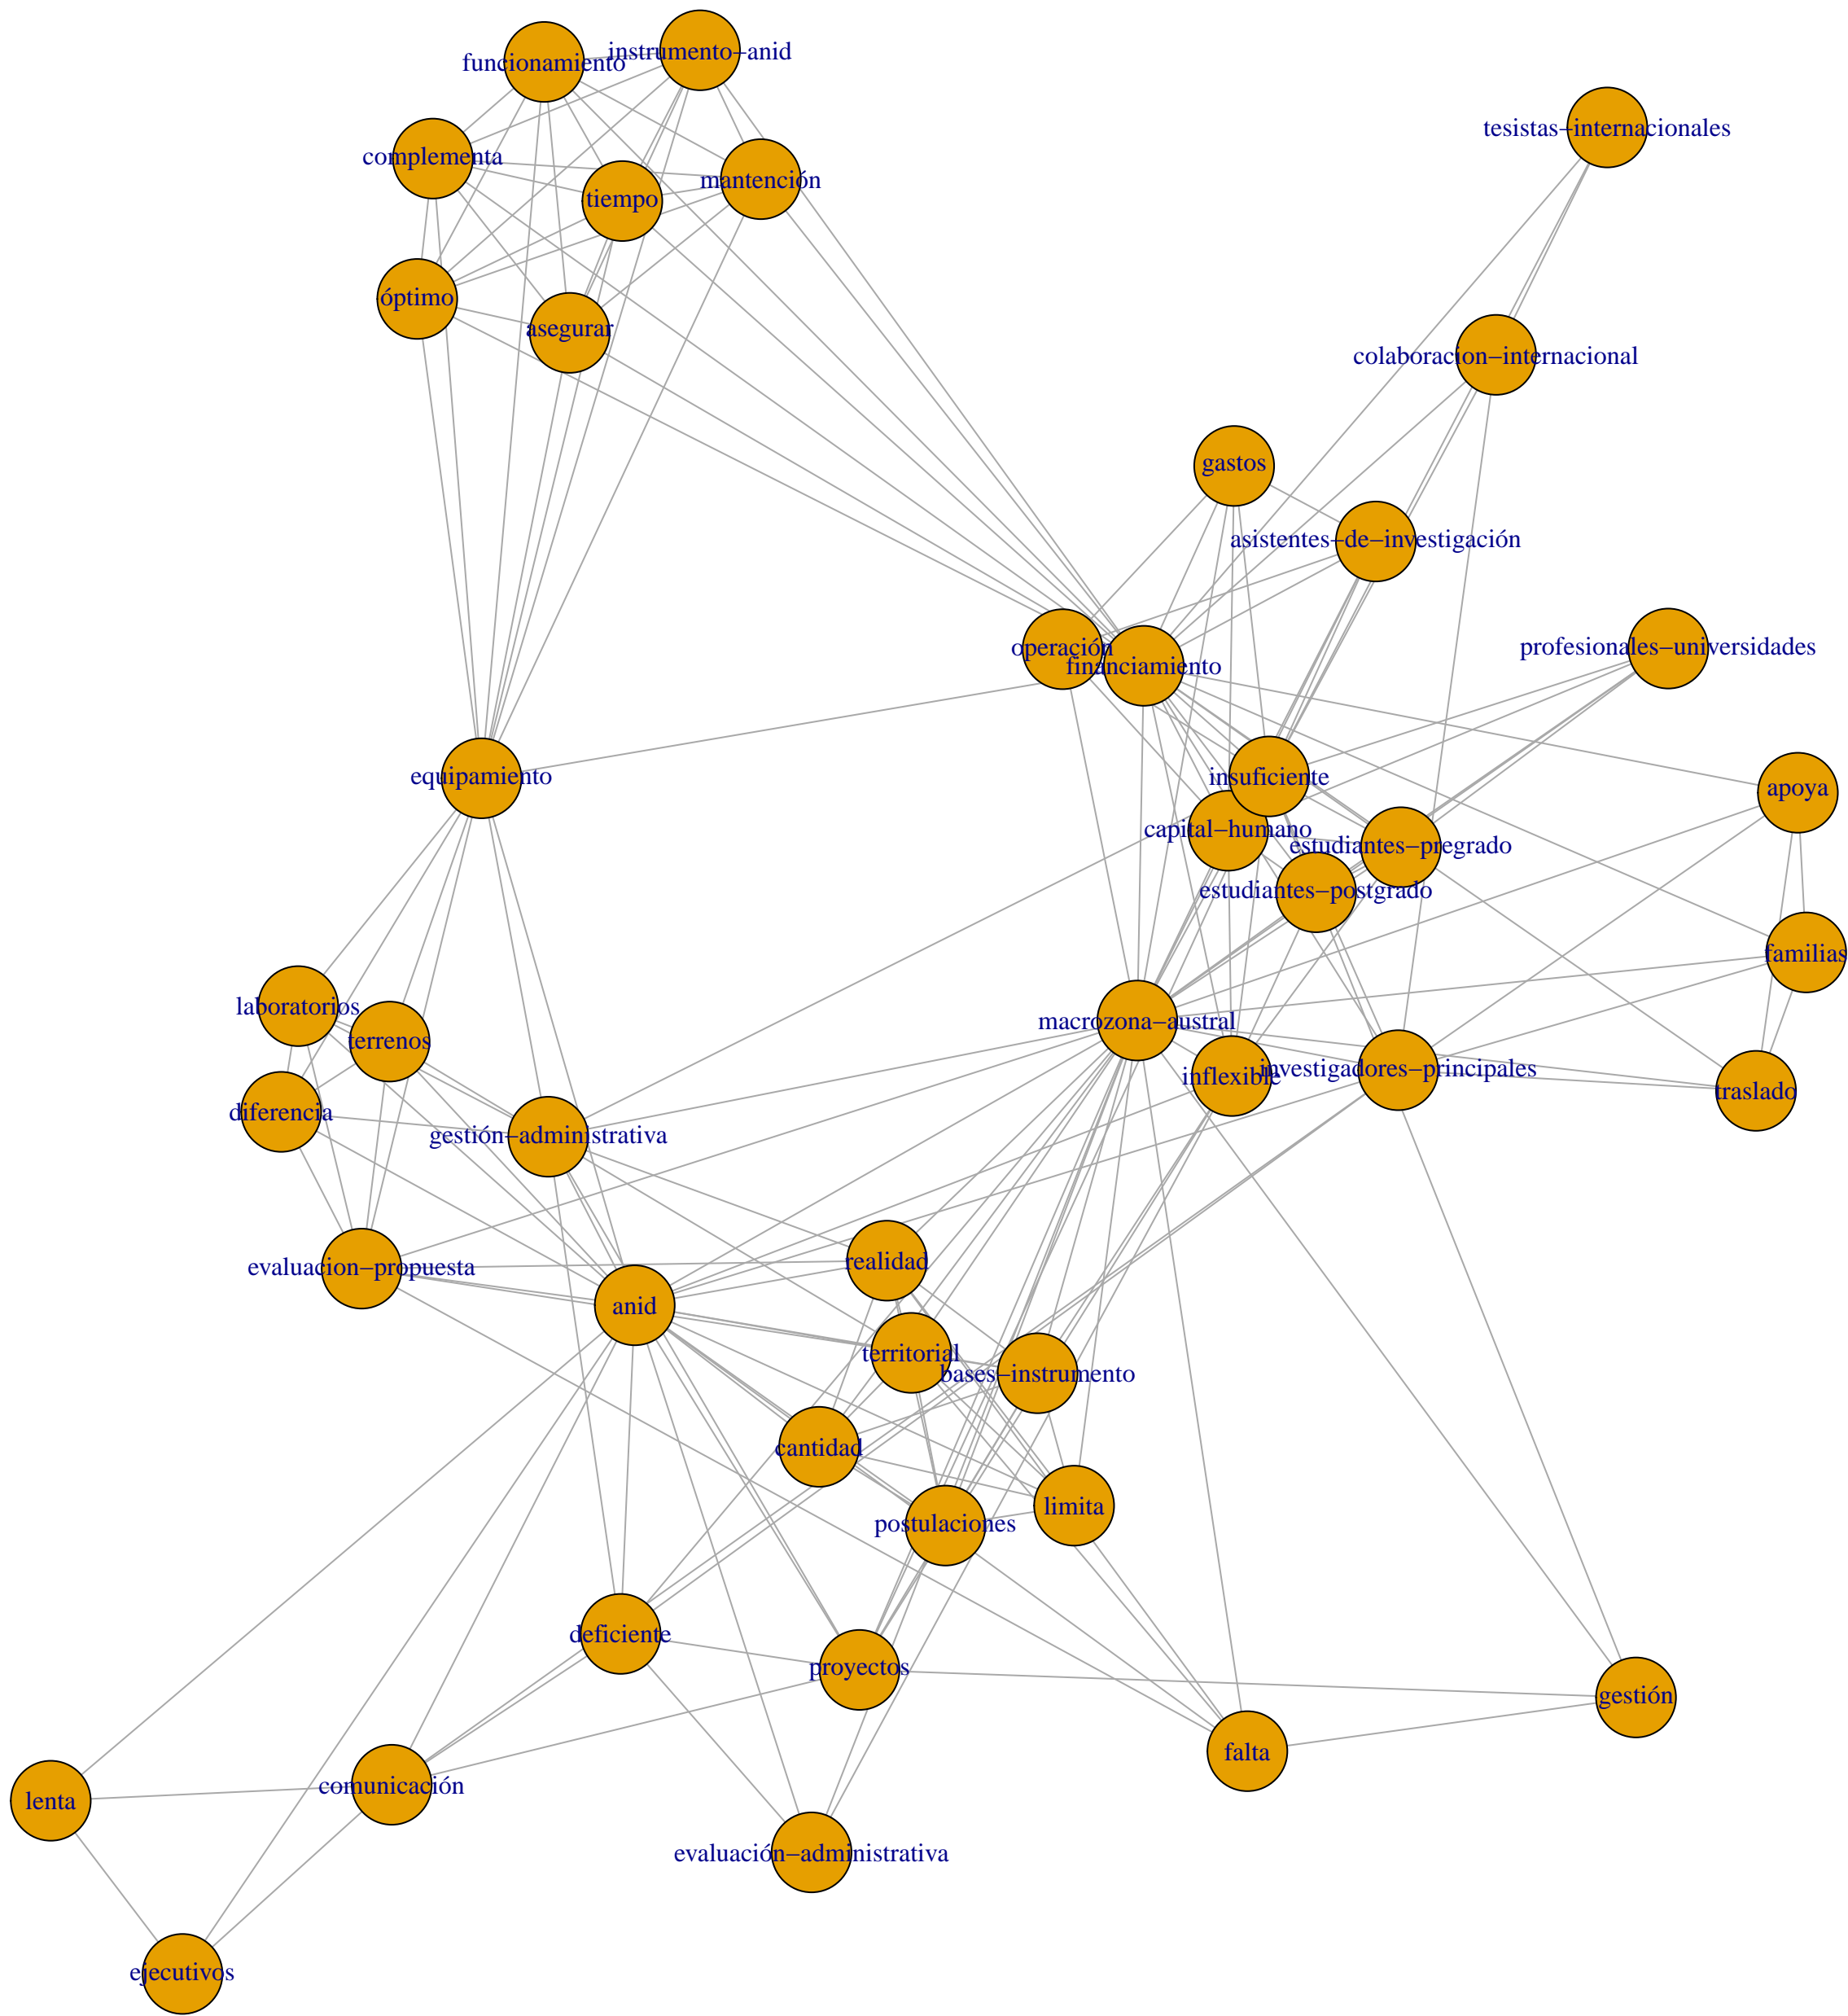 instrumento–anid
funcionamiento
tesistas–internacionales
complementa
mantención
tiempo
óptimo
asegurar
colaboracion–internacional
gastos
asistentes–de–investigación
operación
profesionales–universidades
financiamiento
equipamiento
insuficiente
apoya
capital–humano
estudiantes–pregrado
estudiantes–postgrado
familias
laboratorios
macrozona–austral
terrenos
inflexible
investigadores–principales
traslado
diferencia
gestión–administrativa
realidad
evaluacion–propuesta
anid
territorial
bases–instrumento
cantidad
limita
postulaciones
deficiente
proyectos
gestión
falta
comunicación
lenta
evaluación–administrativa
ejecutivos